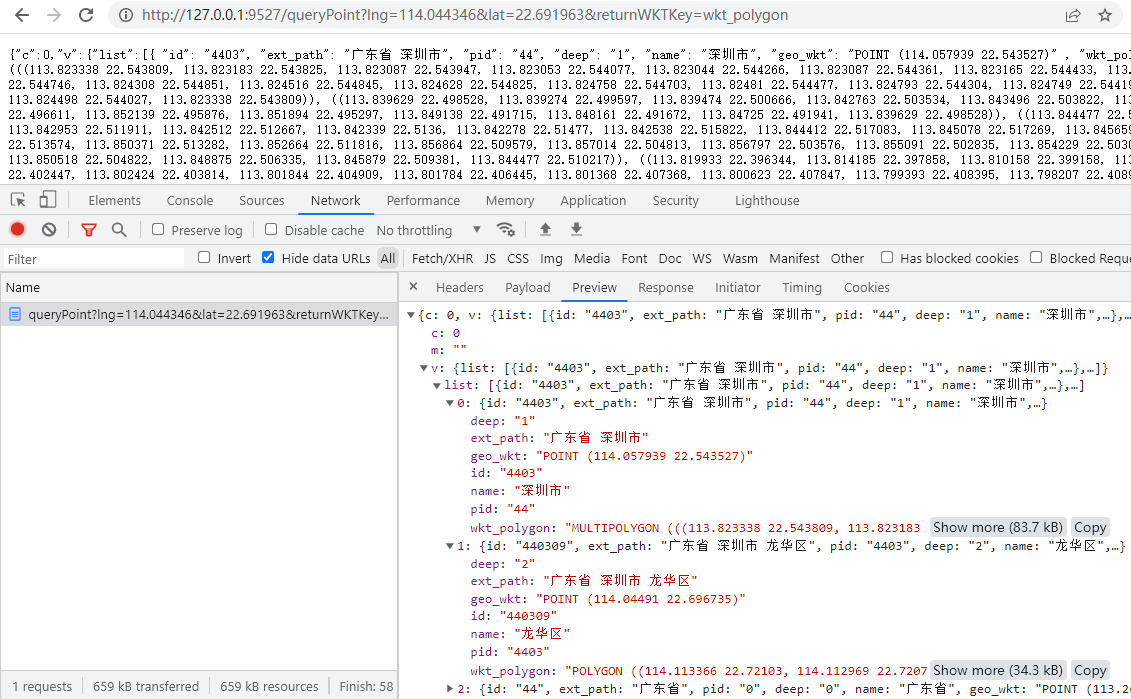 http://127.0.0.1:9527/queryPoint?lng=114.044346&lat=22.691963&returnWKTKey=wkt_polygon
{"c":0,"v":{"list":[{ "id": "4403", "ext_path": "广东省 深圳市", "pid": "44", "deep": "1", "name": "深圳市", "geo_wkt": "POINT (114.057939 22.543527)" , "wkt_pol
(((113.823338 22.543809, 113.823183 22.543825, 113.823087 22.543947, 113.823053 22.544077, 113.823044 22.544266, 113.823087 22.544361, 113.823165 22.544433, 113.
22.544746, 113.824308 22.544851, 113.824516 22.544845, 113.824628 22.544825, 113.824758 22.544703, 113.82481 22.544477, 113.824793 22.544304, 113.824749 22.54419
113.824498 22.544027, 113.823338 22.543809)), ((113.839629 22.498528, 113.839274 22.499597, 113.839474 22.500666, 113.842763 22.503534, 113.843496 22.503822, 113
22.496611, 113.852139 22.495876, 113.851894 22.495297, 113.849138 22.491715, 113.848161 22.491672, 113.84725 22.491941, 113.839629 22.498528)), ((113.844477 22.5
113.842953 22.511911, 113.842512 22.512667, 113.842339 22.5136, 113.842278 22.51477, 113.842538 22.515822, 113.844412 22.517083, 113.845078 22.517269, 113.845659
22.513574, 113.850371 22.513282, 113.852664 22.511816, 113.856864 22.509579, 113.857014 22.504813, 113.856797 22.503576, 113.855091 22.502835, 113.854229 22.5030
113.850518 22.504822, 113.848875 22.506335, 113.845879 22.509381, 113.844477 22.510217)), ((113.819933 22.396344, 113.814185 22.397858, 113.810158 22.399158, 113
22.402447, 113.802424 22.403814, 113.801844 22.404909, 113.801784 22.406445, 113.801368 22.407368, 113.800623 22.407847, 113.799393 22.408395, 113.798207 22.4089
Elements Console Sources Network Performance Memory Application Security Lighthouse
Preserve log Disable cache No throttling
Filter Invert Hide data URLs All Fetch/XHR JS CSS Img Media Font Doc WS Wasm Manifest Other Has blocked cookies Blocked Reque
Name × Headers Payload Preview Response Initiator Timing Cookies
queryPoint?lng=114.044346&lat=22.691963&returnWKTKey...
{c: 0, v: {list: [{id: "4403", ext_path: "广东省 深圳市", pid: "44", deep: "1", name: "深圳市",…},…
c: 0
m: ""
v: {list: [{id: "4403", ext_path: "广东省 深圳市", pid: "44", deep: "1", name: "深圳市",…},…]}
list: [{id: "4403", ext_path: "广东省 深圳市", pid: "44", deep: "1", name: "深圳市",…},…]
0: {id: "4403", ext_path: "广东省 深圳市", pid: "44", deep: "1", name: "深圳市",…}
deep: "1"
ext_path: "广东省 深圳市"
geo_wkt: "POINT (114.057939 22.543527)"
id: "4403"
name: "深圳市"
pid: "44"
wkt_polygon: "MULTIPOLYGON (((113.823338 22.543809, 113.823183 Show more (83.7 kB) Copy
1: {id: "440309", ext_path: "广东省 深圳市 龙华区", pid: "4403", deep: "2", name: "龙华区",…}
deep: "2"
ext_path: "广东省 深圳市 龙华区"
geo_wkt: "POINT (114.04491 22.696735)"
id: "440309"
name: "龙华区"
pid: "4403"
wkt_polygon: "POLYGON ((114.113366 22.72103, 114.112969 22.7207 Show more (34.3 kB) Copy
2: {id: "44", ext_path: "广东省", pid: "0", deep: "0", name: "广东省", geo_wkt: "POINT (113.26
1 requests 659 kB transferred 659 kB resources Finish: 58